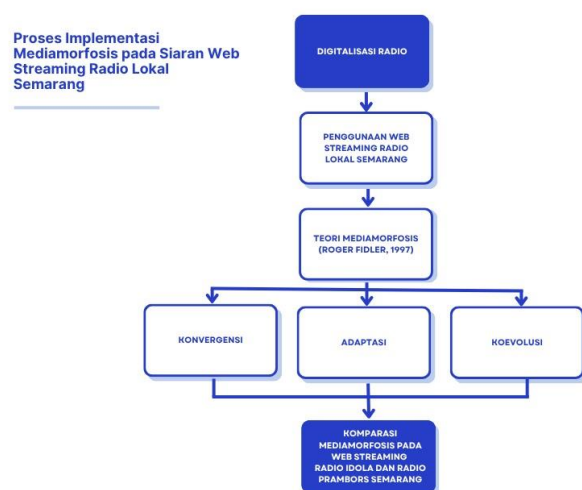 Proses Implementasi
Mediamorfosis pada Siaran Web
Streaming Radio Lokal
Semarang
DIGITALISASI RADIO
PENGGUNAAN WEB
STREAMING RADIO
LOKAL SEMARANG
TEORI MEDIAMORFOSIS
(ROGER FIDLER, 1997)
KONVERGENSI
ADAPTASI
KOEVOLUSI
KOMPARASI
MEDIAMORFOSIS PADA
WEB STREAMING
RADIO IDOLA DAN RADIO
PRAMBORS SEMARANG